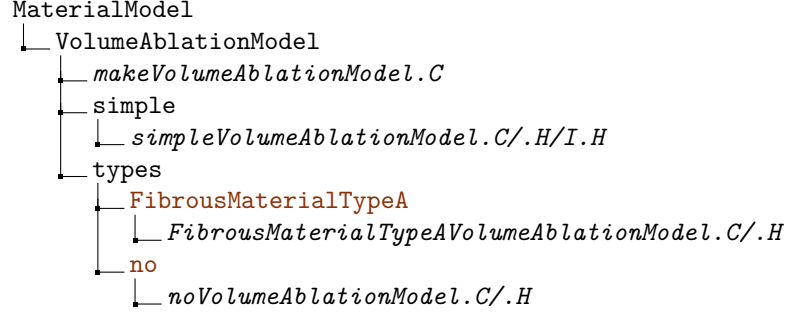 MaterialModel
VolumeAblationModel
makeVolumeAblationModel.C
simple
simpleVolumeAblationModel.C/.H/I.H
types
FibrousMaterialTypeA
FibrousMaterialTypeAVolumeAblationModel.C/.H
no
noVolumeAblationModel.C/.H